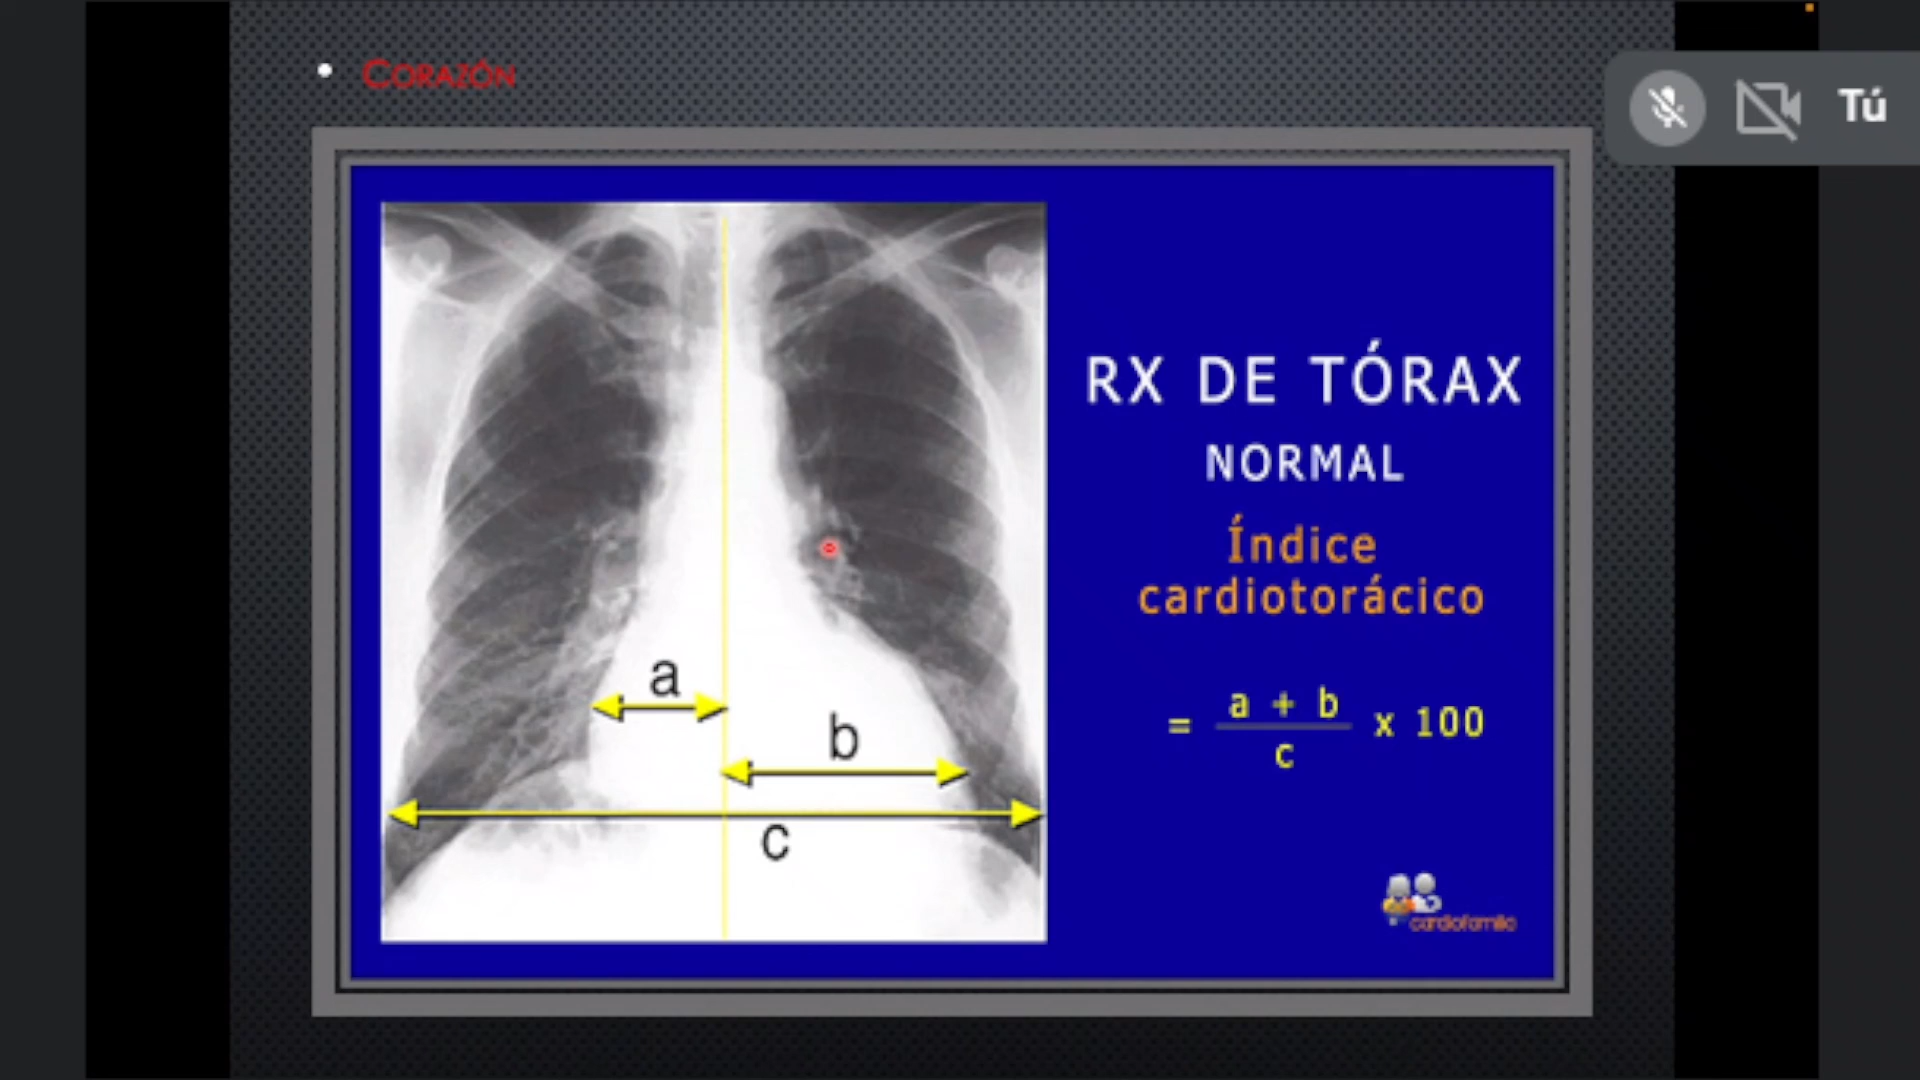 • CORAZÓN
Tú
RX DE TÓRAX
NORMAL
Índice
cardiotorácico
a + b
= x 100
c
a
b
c
cardiofamilia